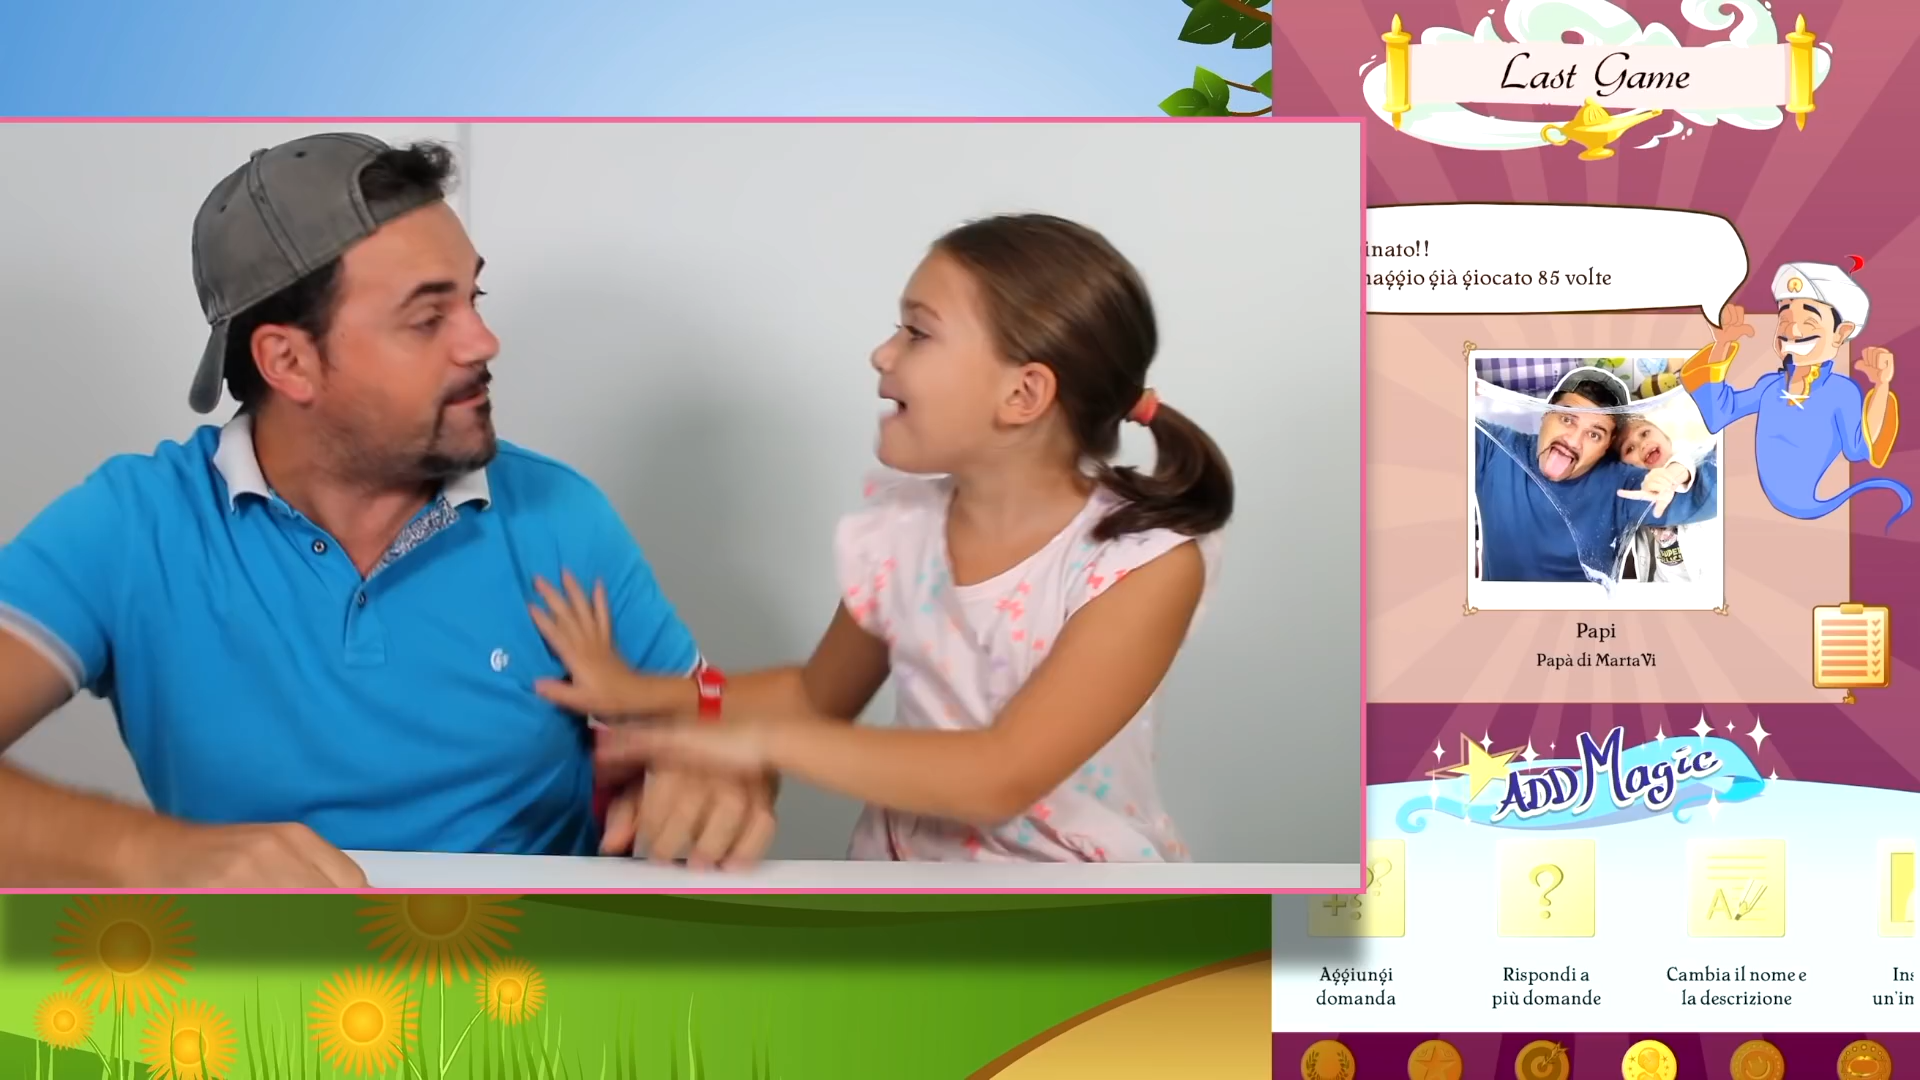 Last Game
inato!!
naggio già giocato 85 volte
Papi
Papà di MartaVi
ADD Magic
Aggiungi
domanda
Rispondi a
più domande
Cambia il nome e
la descrizione
Ins
un'in